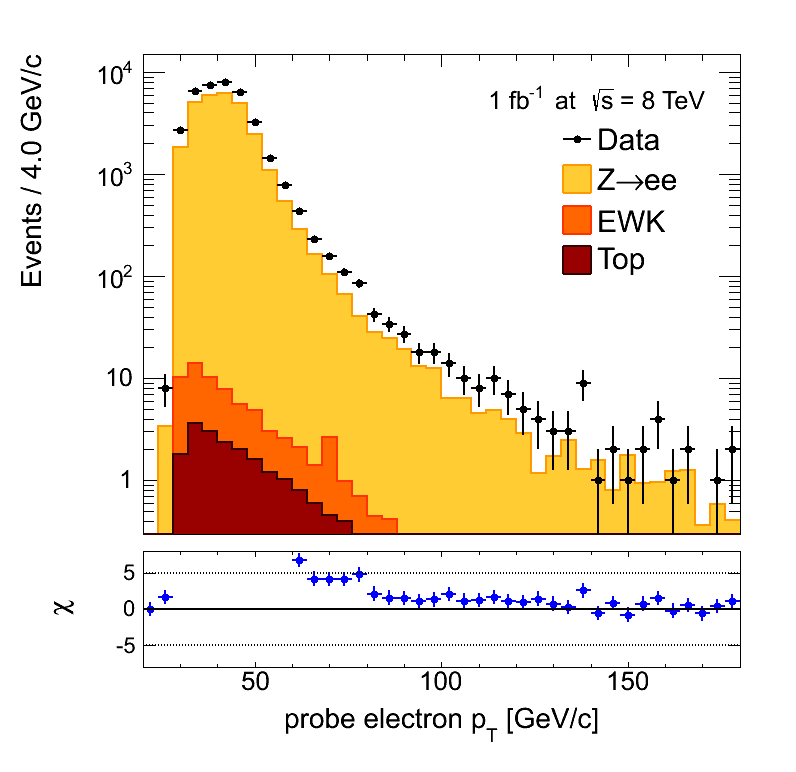 Events / 4.0 GeV/c
10⁴
10³
10²
10
1
1 fb⁻¹ at √s = 8 TeV
Data
Z→ee
EWK
Top
χ
5
0
-5
50
100
150
probe electron p_T [GeV/c]